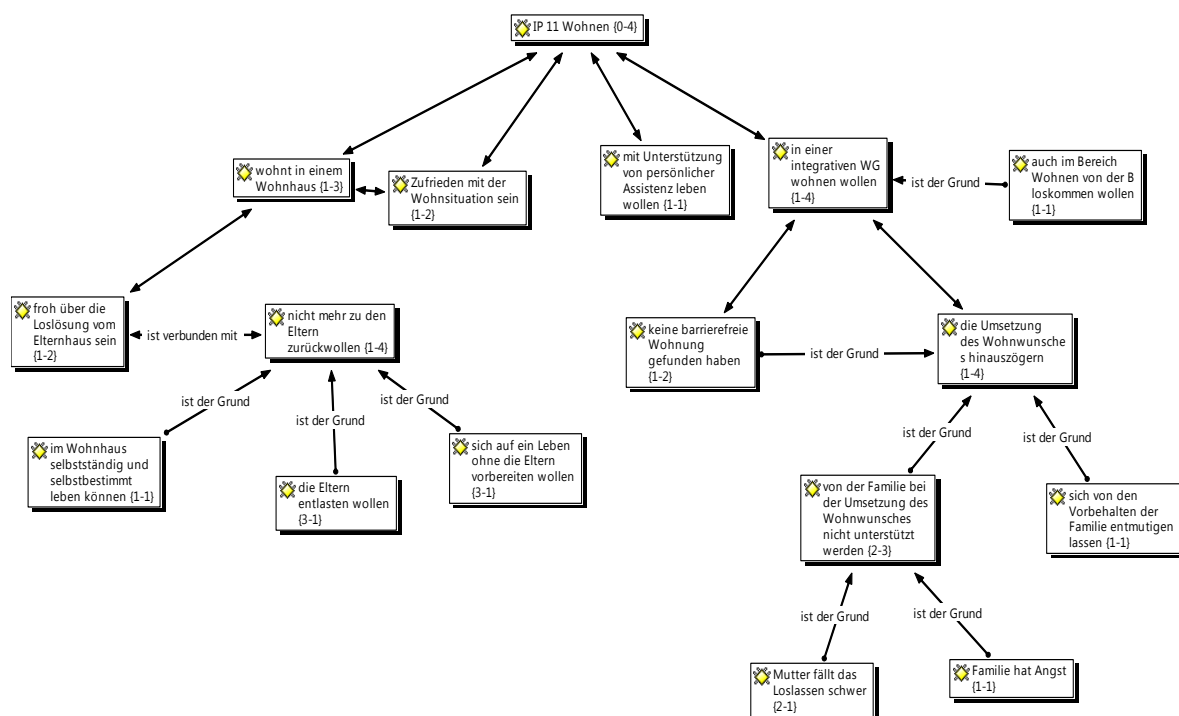 IP 11 Wohnen {0-4}
wohnt in einem
Wohnhaus {1-3}
Zufrieden mit der
Wohnsituation sein
{1-2}
mit Unterstützung
von persönlicher
Assistenz leben
wollen {1-1}
in einer
integrativen WG
wohnen wollen
{1-4}
ist der Grund
auch im Bereich
Wohnen von der B
loskommen wollen
{1-1}
froh über die
Loslösung vom
Elternhaus sein
{1-2}
ist verbunden mit
nicht mehr zu den
Eltern
zurückwollen {1-4}
keine barrierefreie
Wohnung
gefunden haben
{1-2}
ist der Grund
die Umsetzung
des Wohnwunsche
s hinauszögern
{1-4}
ist der Grund
ist der Grund
ist der Grund
im Wohnhaus
selbstständig und
selbstbestimmt
leben können {1-1}
die Eltern
entlasten wollen
{3-1}
sich auf ein Leben
ohne die Eltern
vorbereiten wollen
{3-1}
ist der Grund
ist der Grund
von der Familie bei
der Umsetzung des
Wohnwunsches
nicht unterstützt
werden {2-3}
sich von den
Vorbehalten der
Familie entmutigen
lassen {1-1}
ist der Grund
ist der Grund
Mutter fällt das
Loslassen schwer
{2-1}
Familie hat Angst
{1-1}